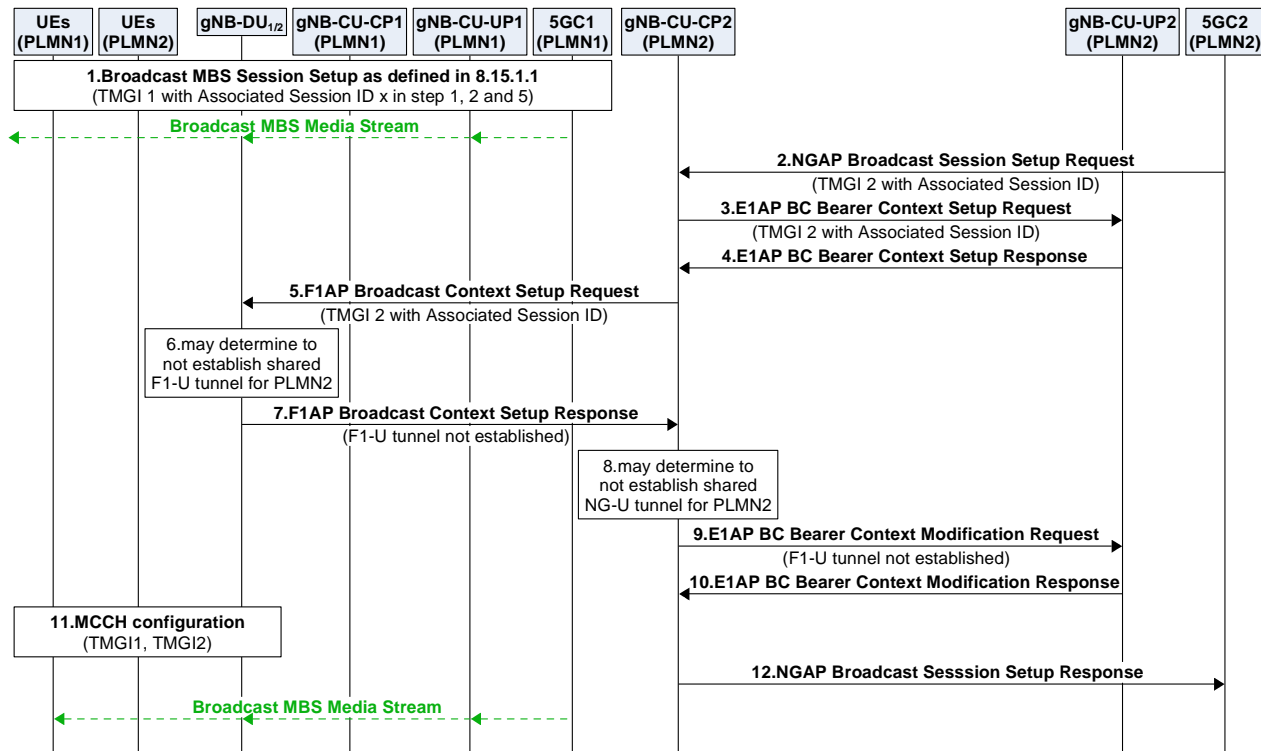 UEs
(PLMN1)
UEs
(PLMN2)
gNB-DU1/2
gNB-CU-CP1
(PLMN1)
gNB-CU-UP1
(PLMN1)
5GC1
(PLMN1)
gNB-CU-CP2
(PLMN2)
gNB-CU-UP2
(PLMN2)
5GC2
(PLMN2)
1.Broadcast MBS Session Setup as defined in 8.15.1.1
(TMGI 1 with Associated Session ID x in step 1, 2 and 5)
Broadcast MBS Media Stream
2.NGAP Broadcast Session Setup Request
(TMGI 2 with Associated Session ID)
3.E1AP BC Bearer Context Setup Request
(TMGI 2 with Associated Session ID)
4.E1AP BC Bearer Context Setup Response
5.F1AP Broadcast Context Setup Request
(TMGI 2 with Associated Session ID)
6.may determine to
not establish shared
F1-U tunnel for PLMN2
7.F1AP Broadcast Context Setup Response
(F1-U tunnel not established)
8.may determine to
not establish shared
NG-U tunnel for PLMN2
9.E1AP BC Bearer Context Modification Request
(F1-U tunnel not established)
10.E1AP BC Bearer Context Modification Response
11.MCCH configuration
(TMGI1, TMGI2)
12.NGAP Broadcast Sesssion Setup Response
Broadcast MBS Media Stream